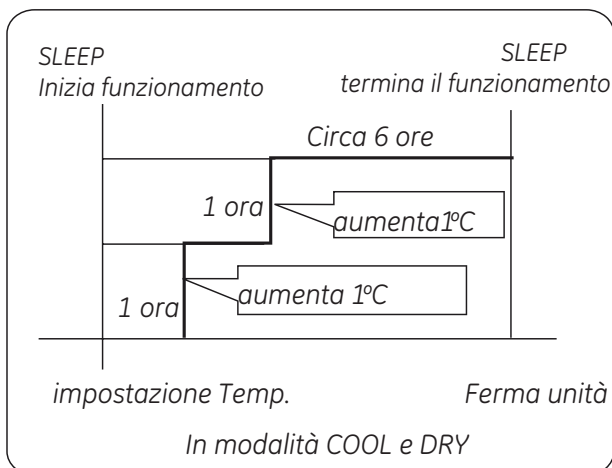 SLEEP
Inizia funzionamento
SLEEP
termina il funzionamento
Circa 6 ore
1 ora
aumenta1ºC
1 ora
aumenta 1ºC
impostazione Temp.
Ferma unità
In modalità COOL e DRY